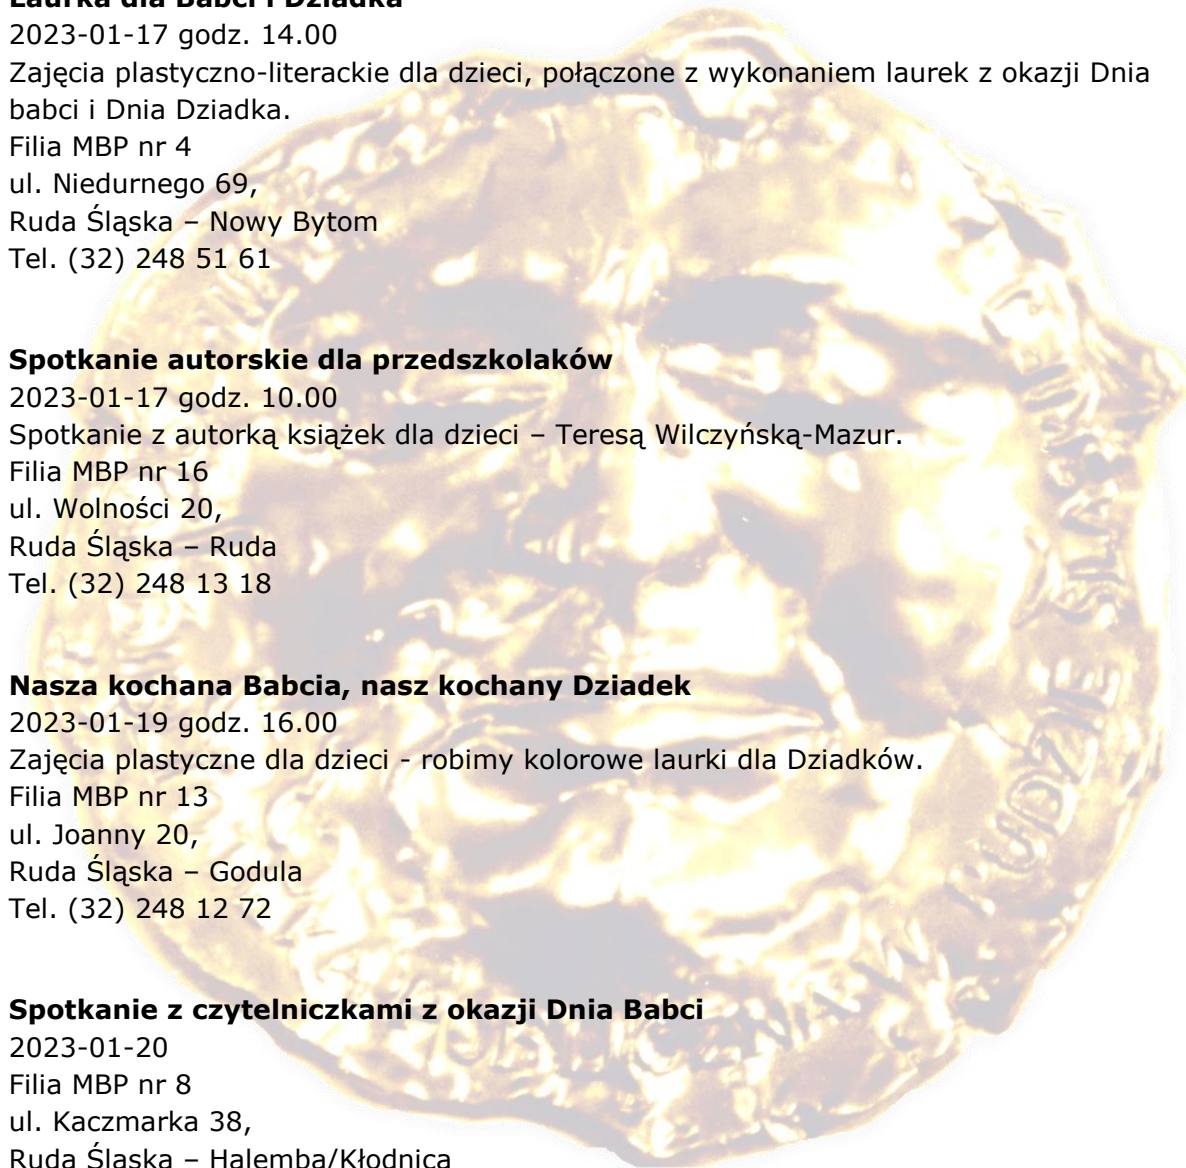 Laurka dla Babci i Dziadka
2023-01-17 godz. 14.00
Zajęcia plastyczno-literackie dla dzieci, połączone z wykonaniem laurek z okazji Dnia
babci i Dnia Dziadka.
Filia MBP nr 4
ul. Niedurnego 69,
Ruda Śląska – Nowy Bytom
Tel. (32) 248 51 61
Spotkanie autorskie dla przedszkolaków
2023-01-17 godz. 10.00
Spotkanie z autorką książek dla dzieci – Teresą Wilczyńską-Mazur.
Filia MBP nr 16
ul. Wolności 20,
Ruda Śląska – Ruda
Tel. (32) 248 13 18
Nasza kochana Babcia, nasz kochany Dziadek
2023-01-19 godz. 16.00
Zajęcia plastyczne dla dzieci - robimy kolorowe laurki dla Dziadków.
Filia MBP nr 13
ul. Joanny 20,
Ruda Śląska – Godula
Tel. (32) 248 12 72
Spotkanie z czytelniczkami z okazji Dnia Babci
2023-01-20
Filia MBP nr 8
ul. Kaczmarka 38,
Ruda Śląska – Halemba/Kłodnica